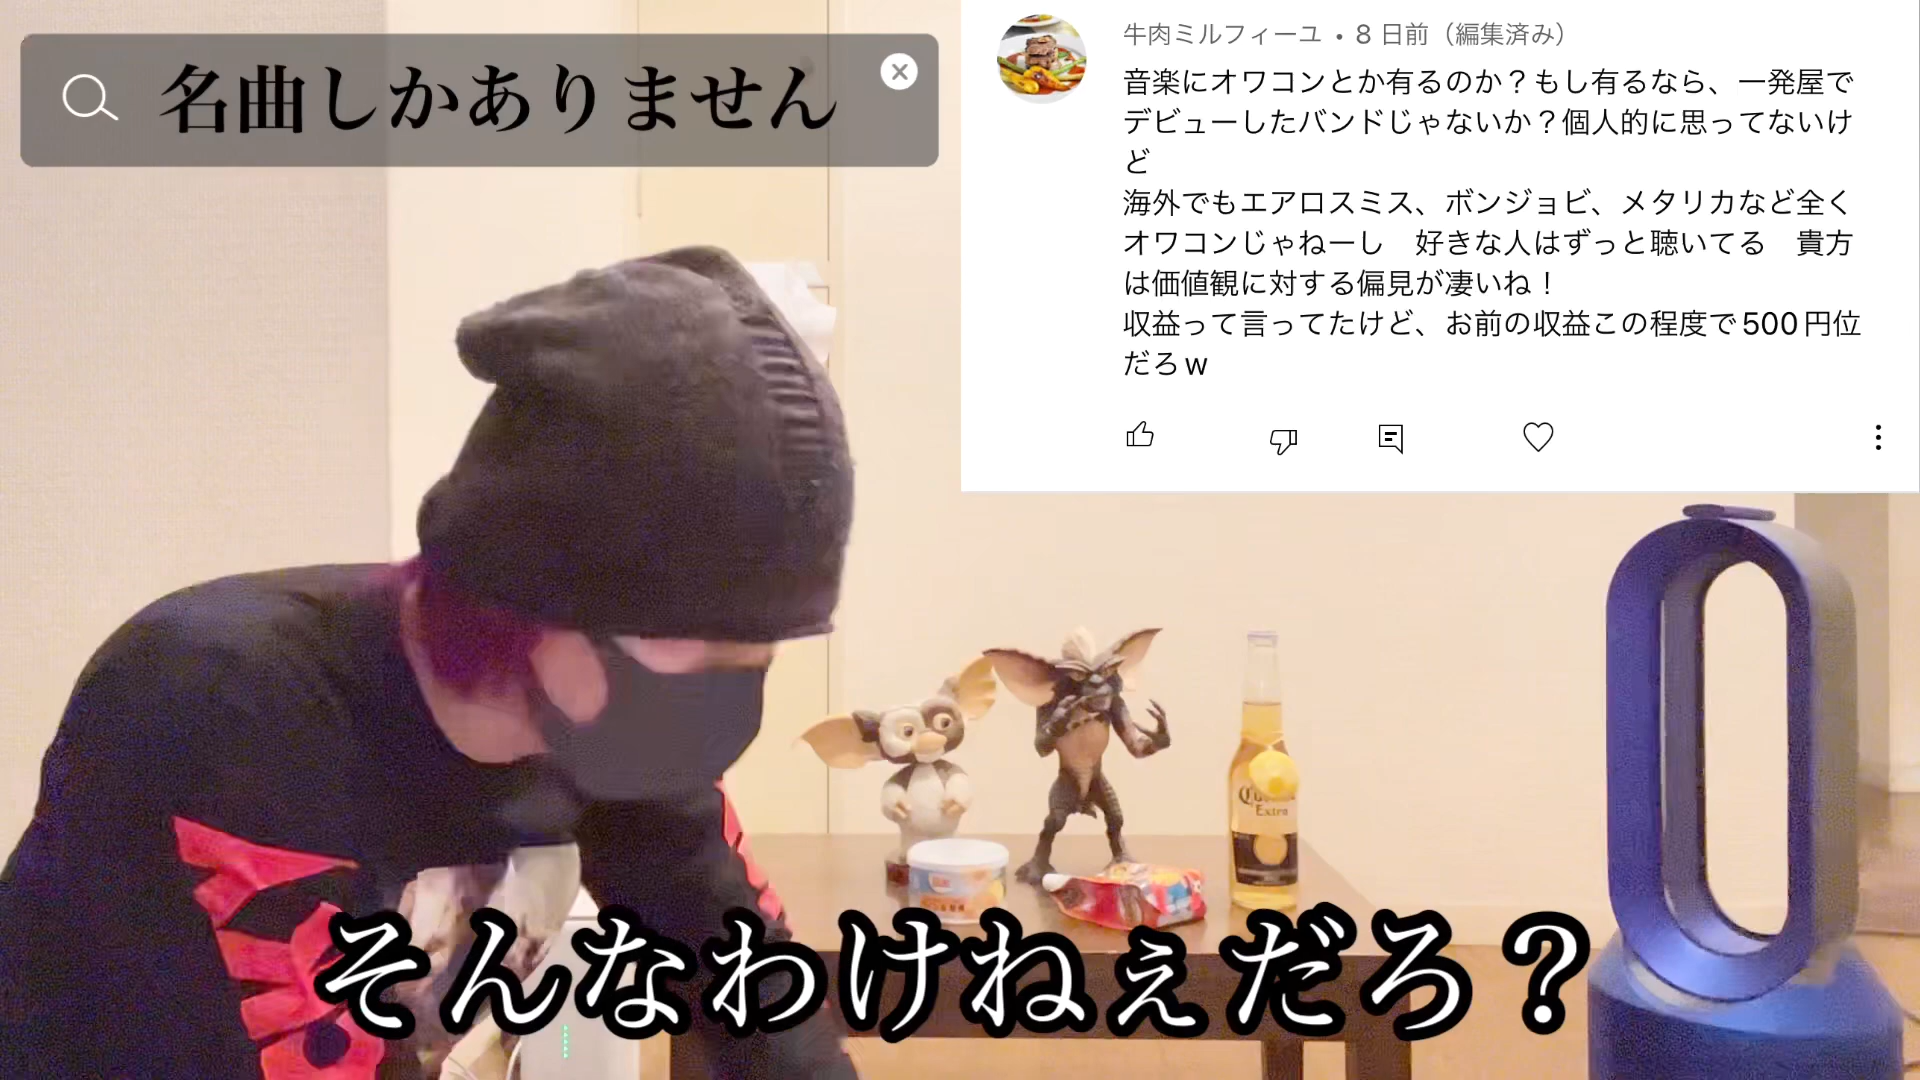 名曲しかありません
牛肉ミルフィーユ・8 日前（編集済み）
音楽にオワコンとか有るのか？もし有るなら、一発屋で
デビューしたバンドじゃないか？個人的に思ってないけ
ど
海外でもエアロスミス、ボンジョビ、メタリカなど全く
オワコンじゃねーし　好きな人はずっと聴いてる　貴方
は価値観に対する偏見が凄いね！
収益って言ってたけど、お前の収益この程度で500円位
だろw
Extra
そんなわけねぇだろ？